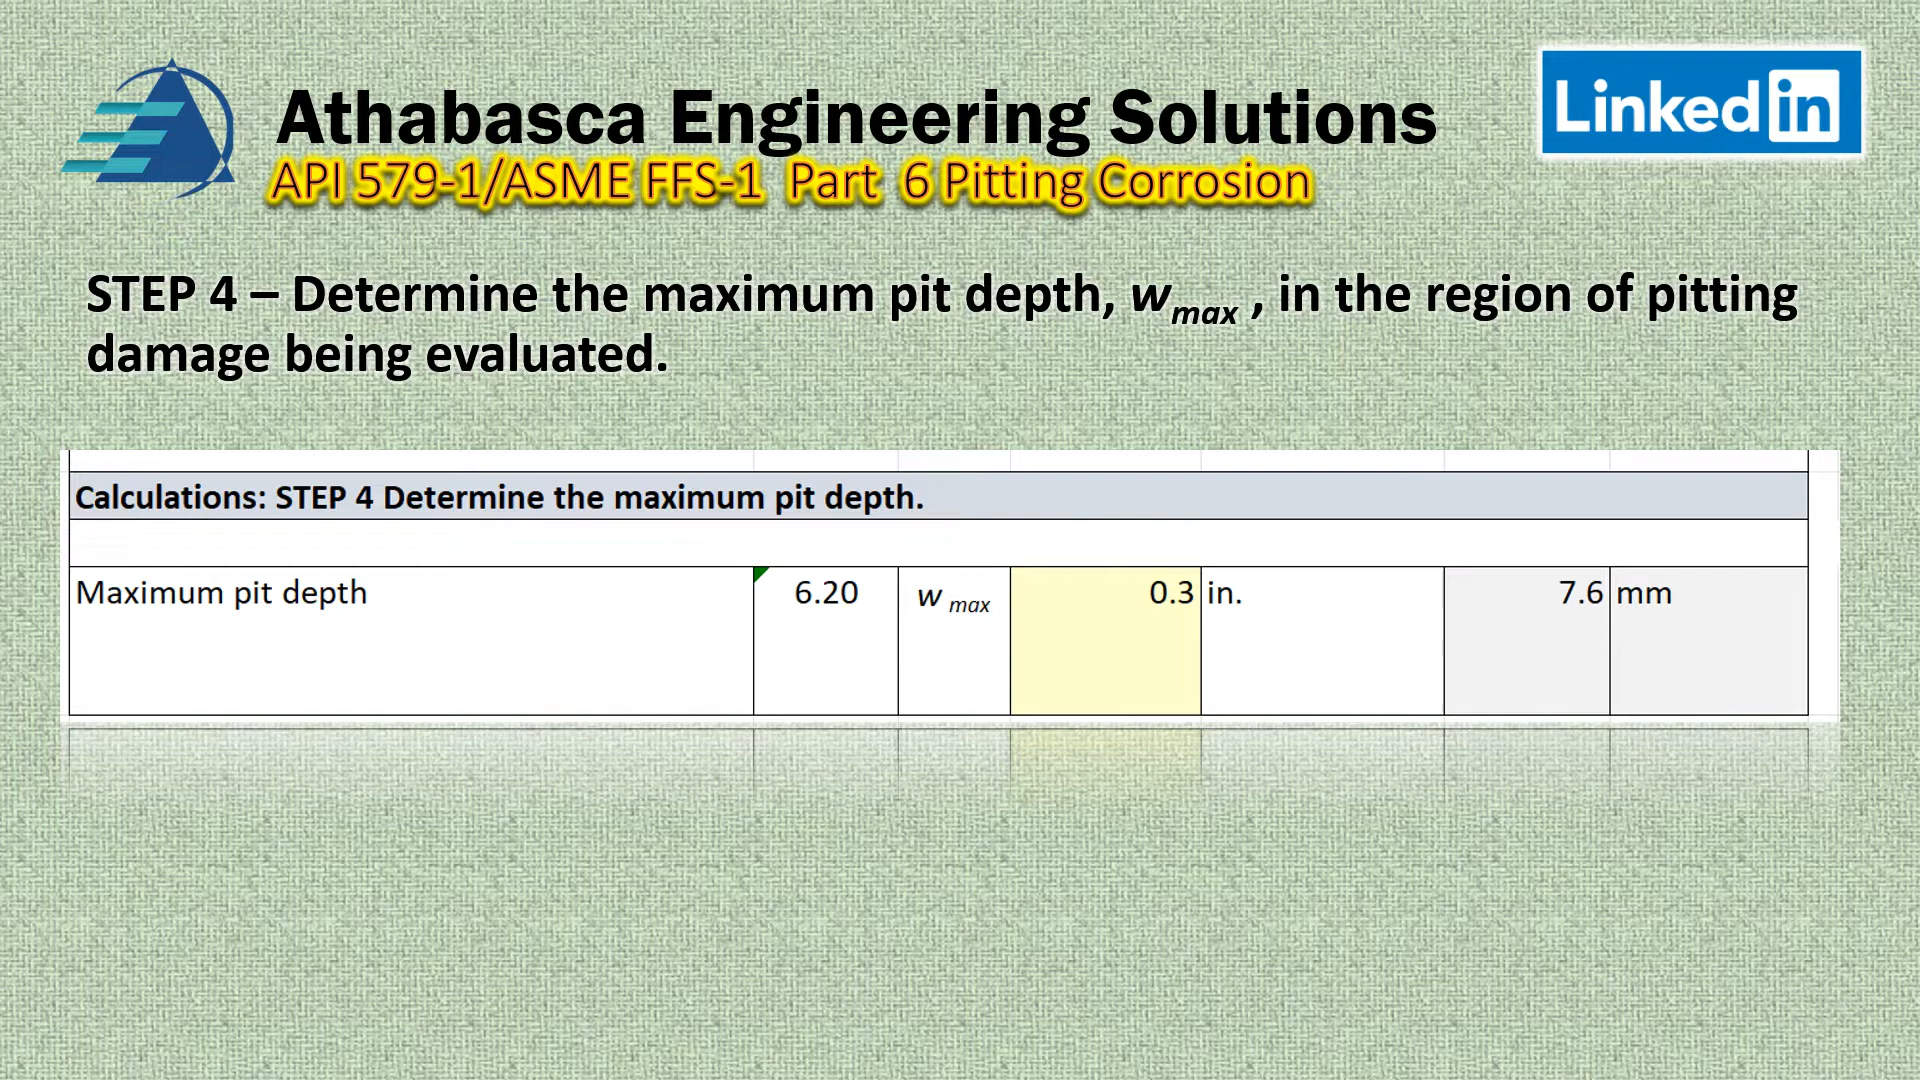 Athabasca Engineering Solutions
Linked in
API 579-1/ASME FFS-1 Part 6 Pitting Corrosion
STEP 4 – Determine the maximum pit depth, wmax , in the region of pitting
damage being evaluated.
Calculations: STEP 4 Determine the maximum pit depth.
Maximum pit depth 6.20 w max 0.3 in. 7.6 mm